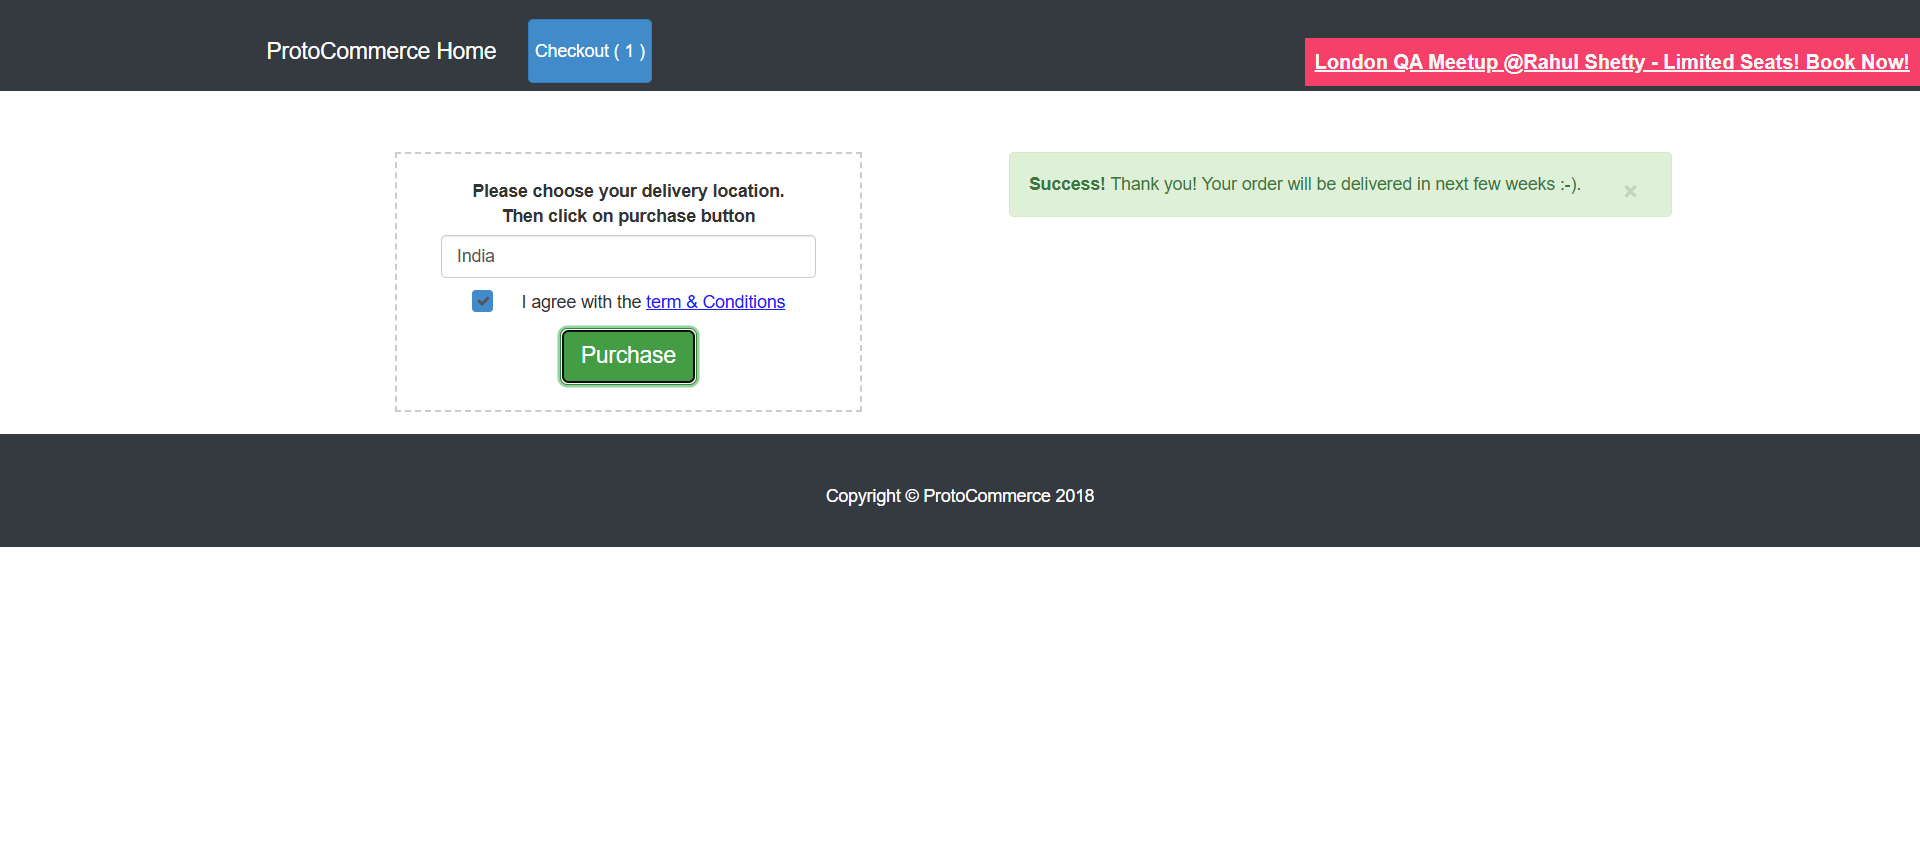 ProtoCommerce Home
Checkout ( 1 )
London QA Meetup @Rahul Shetty - Limited Seats! Book Now!
Please choose your delivery location.
Then click on purchase button
India
I agree with the term & Conditions
Purchase
Success! Thank you! Your order will be delivered in next few weeks :-).
×
Copyright © ProtoCommerce 2018